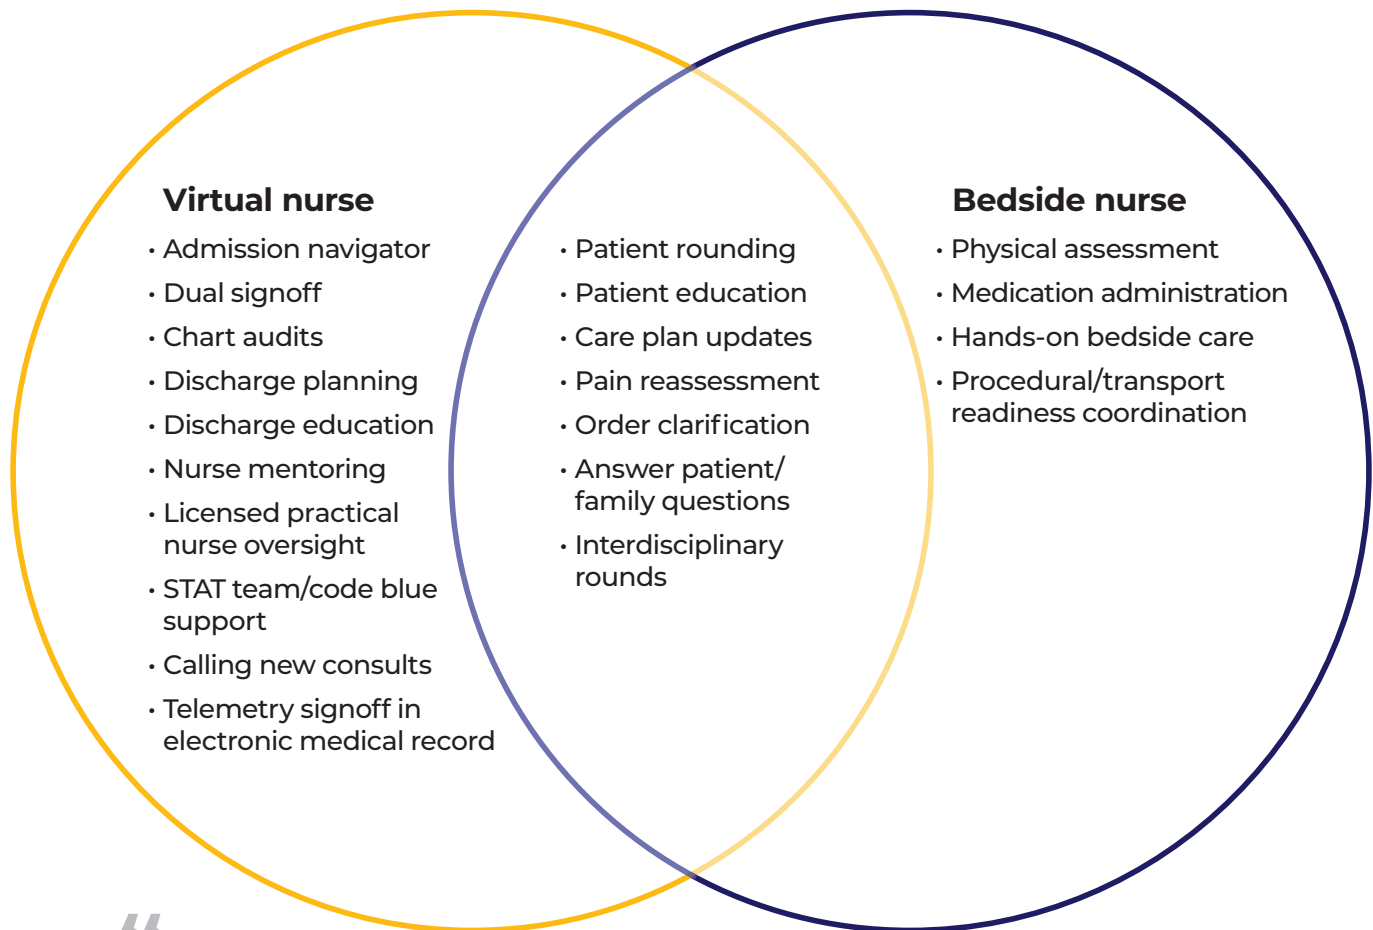 Virtual nurse
· Admission navigator
· Dual signoff
· Chart audits
· Discharge planning
· Discharge education
· Nurse mentoring
· Licensed practical
nurse oversight
· STAT team/code blue
support
· Calling new consults
· Telemetry signoff in
electronic medical record
· Patient rounding
· Patient education
· Care plan updates
· Pain reassessment
· Order clarification
· Answer patient/
family questions
· Interdisciplinary
rounds
Bedside nurse
· Physical assessment
· Medication administration
· Hands-on bedside care
· Procedural/transport
readiness coordination
“